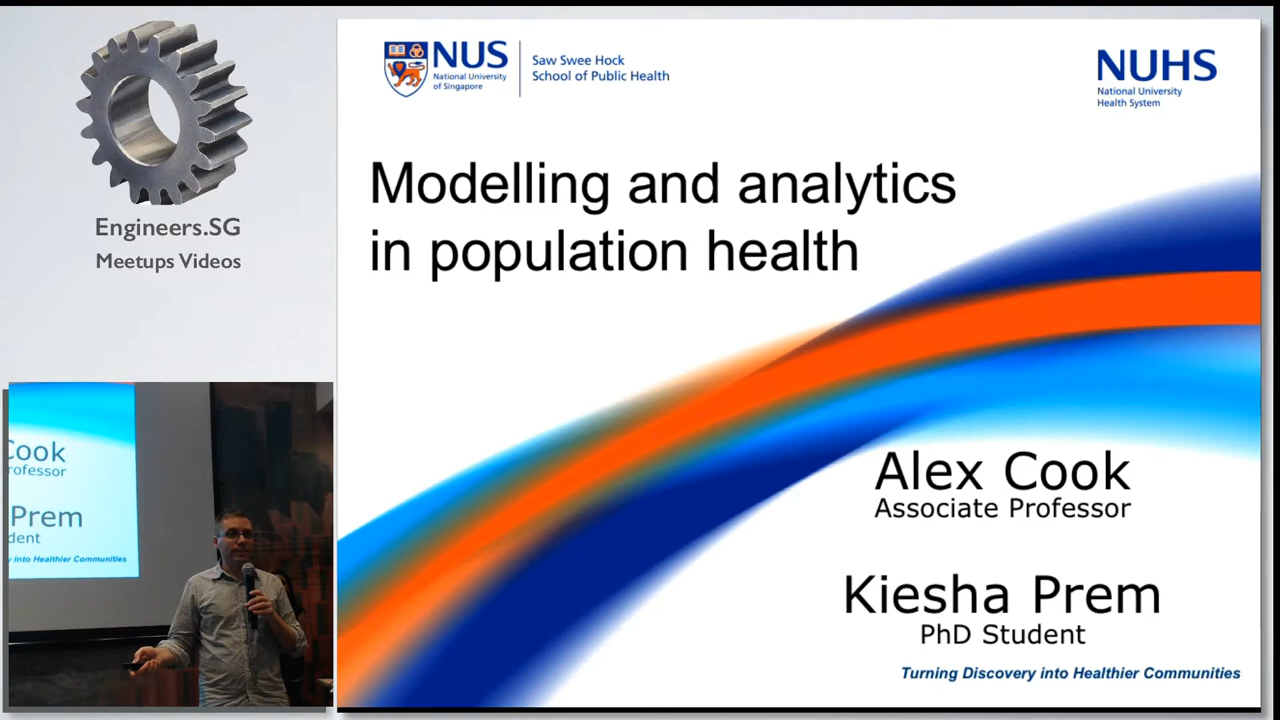 Engineers.SG
Meetups Videos
NUS
National University
of Singapore
Saw Swee Hock
School of Public Health
NUHS
National University
Health System
Modelling and analytics
in population health
Alex Cook
Associate Professor
Kiesha Prem
PhD Student
Turning Discovery into Healthier Communities
Cook
rofessor
Prem
dent
y into Healthier Communities